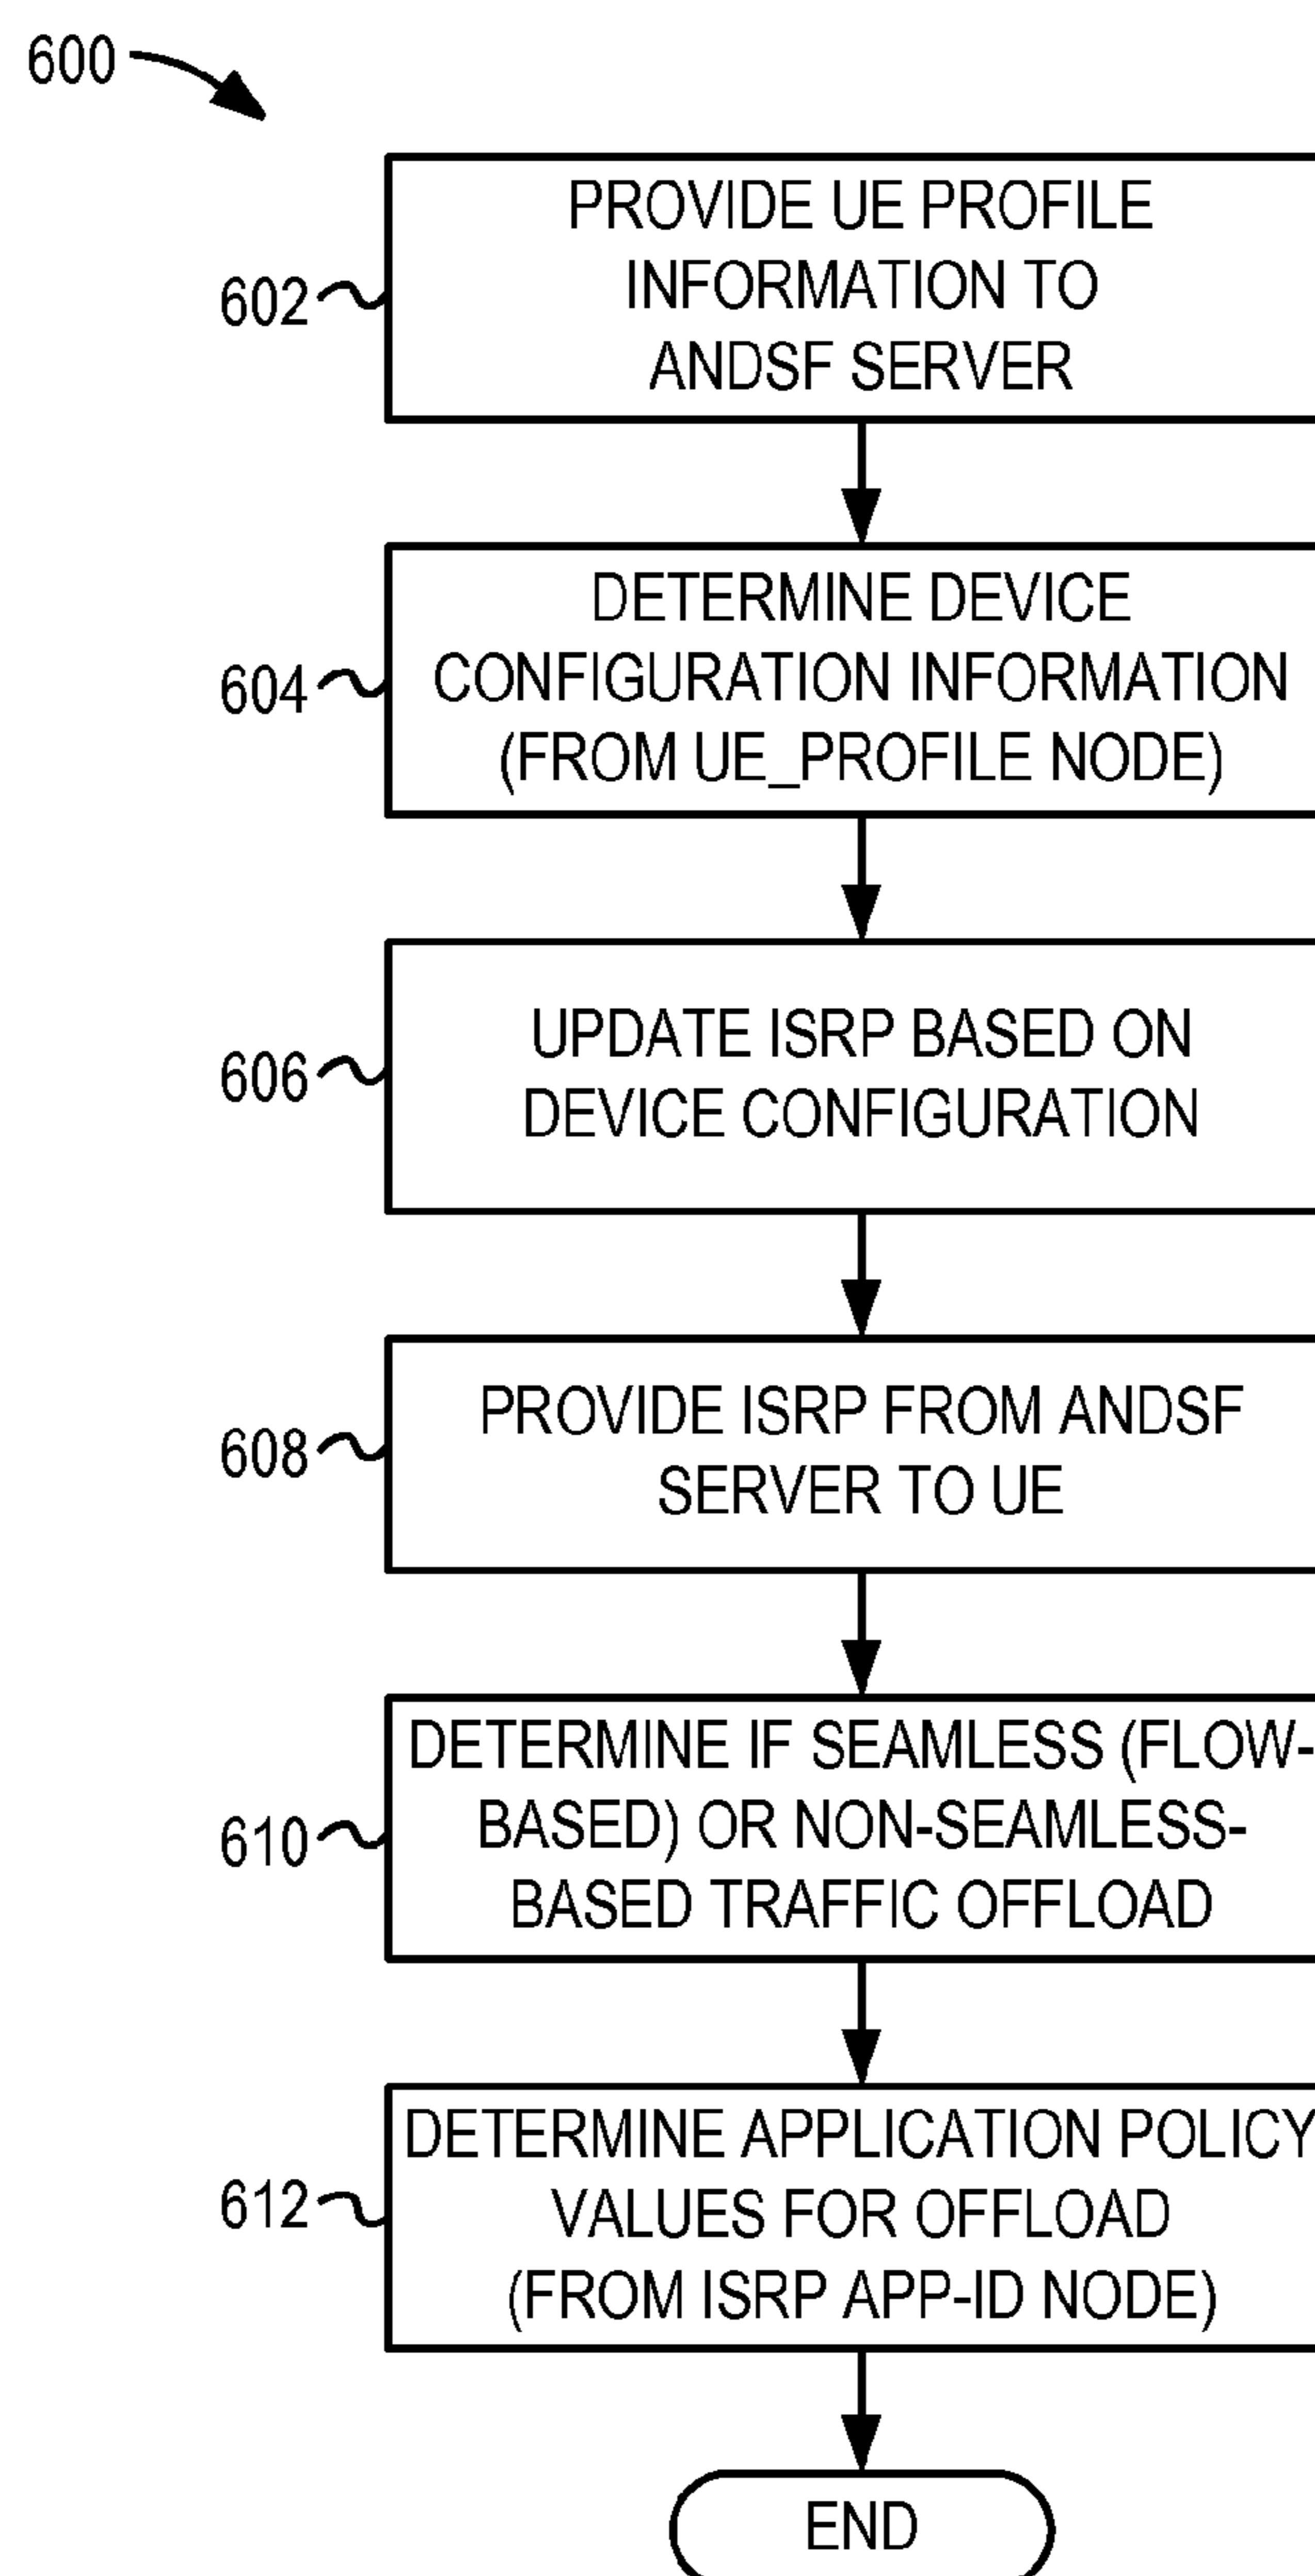 600
602
PROVIDE UE PROFILE
INFORMATION TO
ANDSF SERVER
604
DETERMINE DEVICE
CONFIGURATION INFORMATION
(FROM UE_PROFILE NODE)
606
UPDATE ISRP BASED ON
DEVICE CONFIGURATION
608
PROVIDE ISRP FROM ANDSF
SERVER TO UE
610
DETERMINE IF SEAMLESS (FLOW-
BASED) OR NON-SEAMLESS-
BASED TRAFFIC OFFLOAD
612
DETERMINE APPLICATION POLICY
VALUES FOR OFFLOAD
(FROM ISRP APP-ID NODE)
END